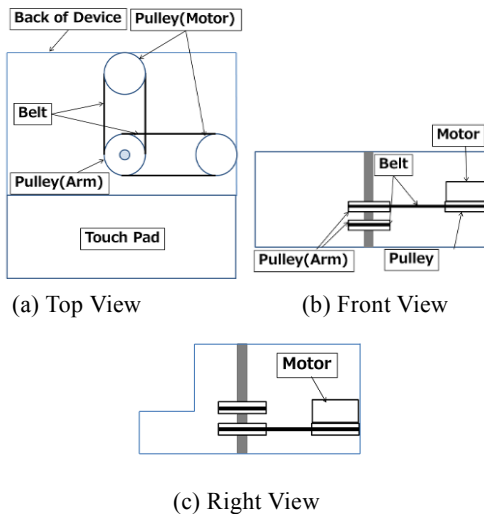 Back of Device
Pulley(Motor)
Belt
Pulley(Arm)
Touch Pad
(a) Top View
Motor
Belt
Pulley(Arm)
Pulley
(b) Front View
Motor
(c) Right View